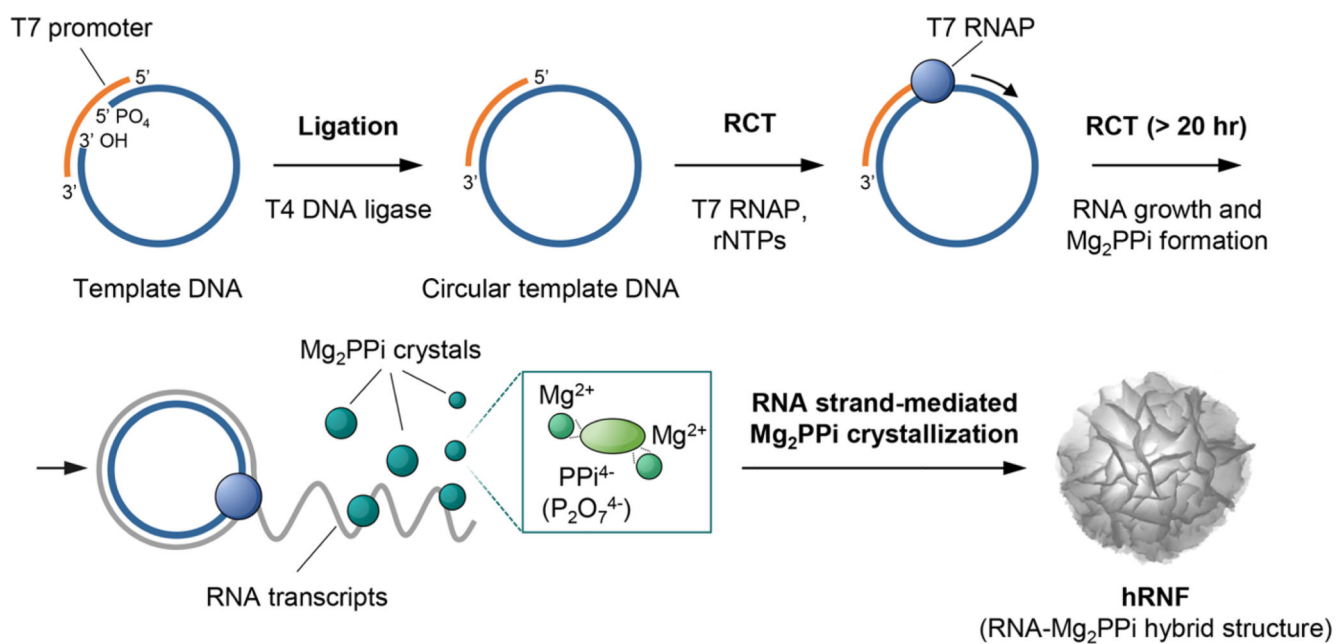 T7 promoter
5'
5' PO₄
3' OH
3'
Template DNA
Ligation
T4 DNA ligase
5'
3'
Circular template DNA
RCT
T7 RNAP,
rNTPs
T7 RNAP
3'
RCT (> 20 hr)
RNA growth and
Mg₂PPi formation
Mg₂PPi crystals
RNA transcripts
Mg²⁺
Mg²⁺
PPi⁴⁻
(P₂O₇⁴⁻)
RNA strand-mediated
Mg₂PPi crystallization
hRNF
(RNA-Mg₂PPi hybrid structure)